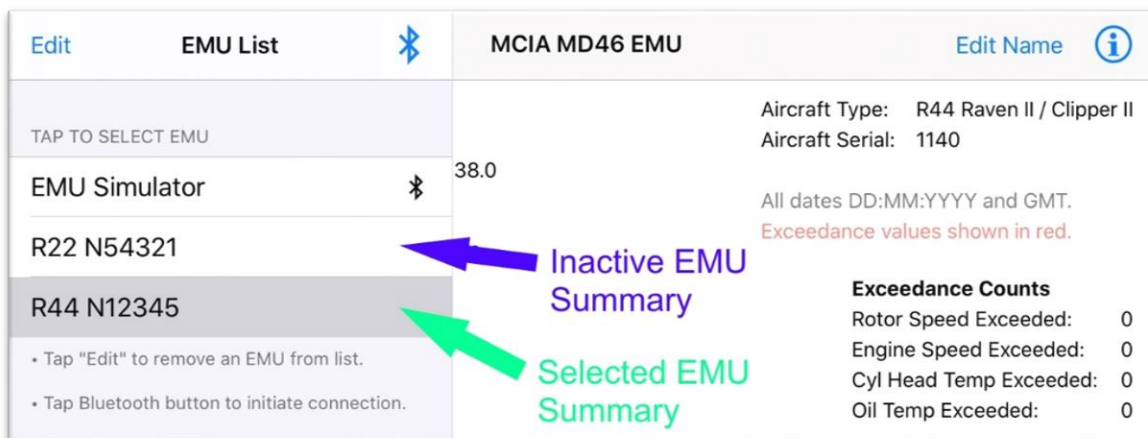 Edit EMU List MCIA MD46 EMU Edit Name
Aircraft Type: R44 Raven II / Clipper II
Aircraft Serial: 1140
TAP TO SELECT EMU
EMU Simulator
38.0
All dates DD:MM:YYYY and GMT.
Exceedance values shown in red.
R22 N54321
Inactive EMU
Summary
R44 N12345
Exceedance Counts
Rotor Speed Exceeded: 0
Engine Speed Exceeded: 0
Cyl Head Temp Exceeded: 0
Oil Temp Exceeded: 0
• Tap "Edit" to remove an EMU from list.
• Tap Bluetooth button to initiate connection.
Selected EMU
Summary